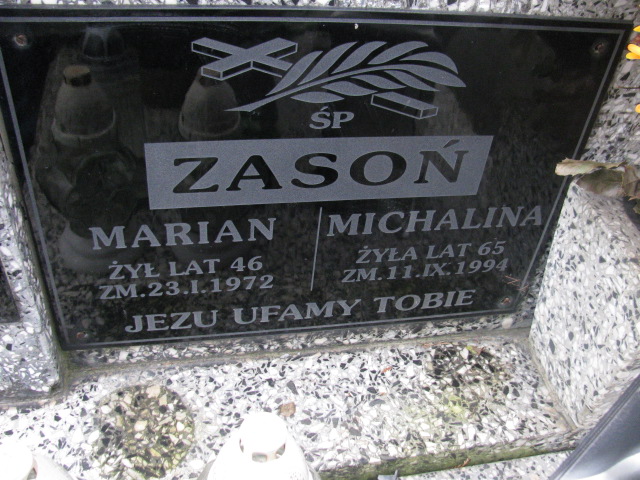 ŚP
ZASOŃ
MARIAN
ŻYŁ LAT 46
ZM.23.I.1972
MICHALINA
ŻYŁA LAT 65
ZM.11.IX.1994
JEZU UFAMY TOBIE